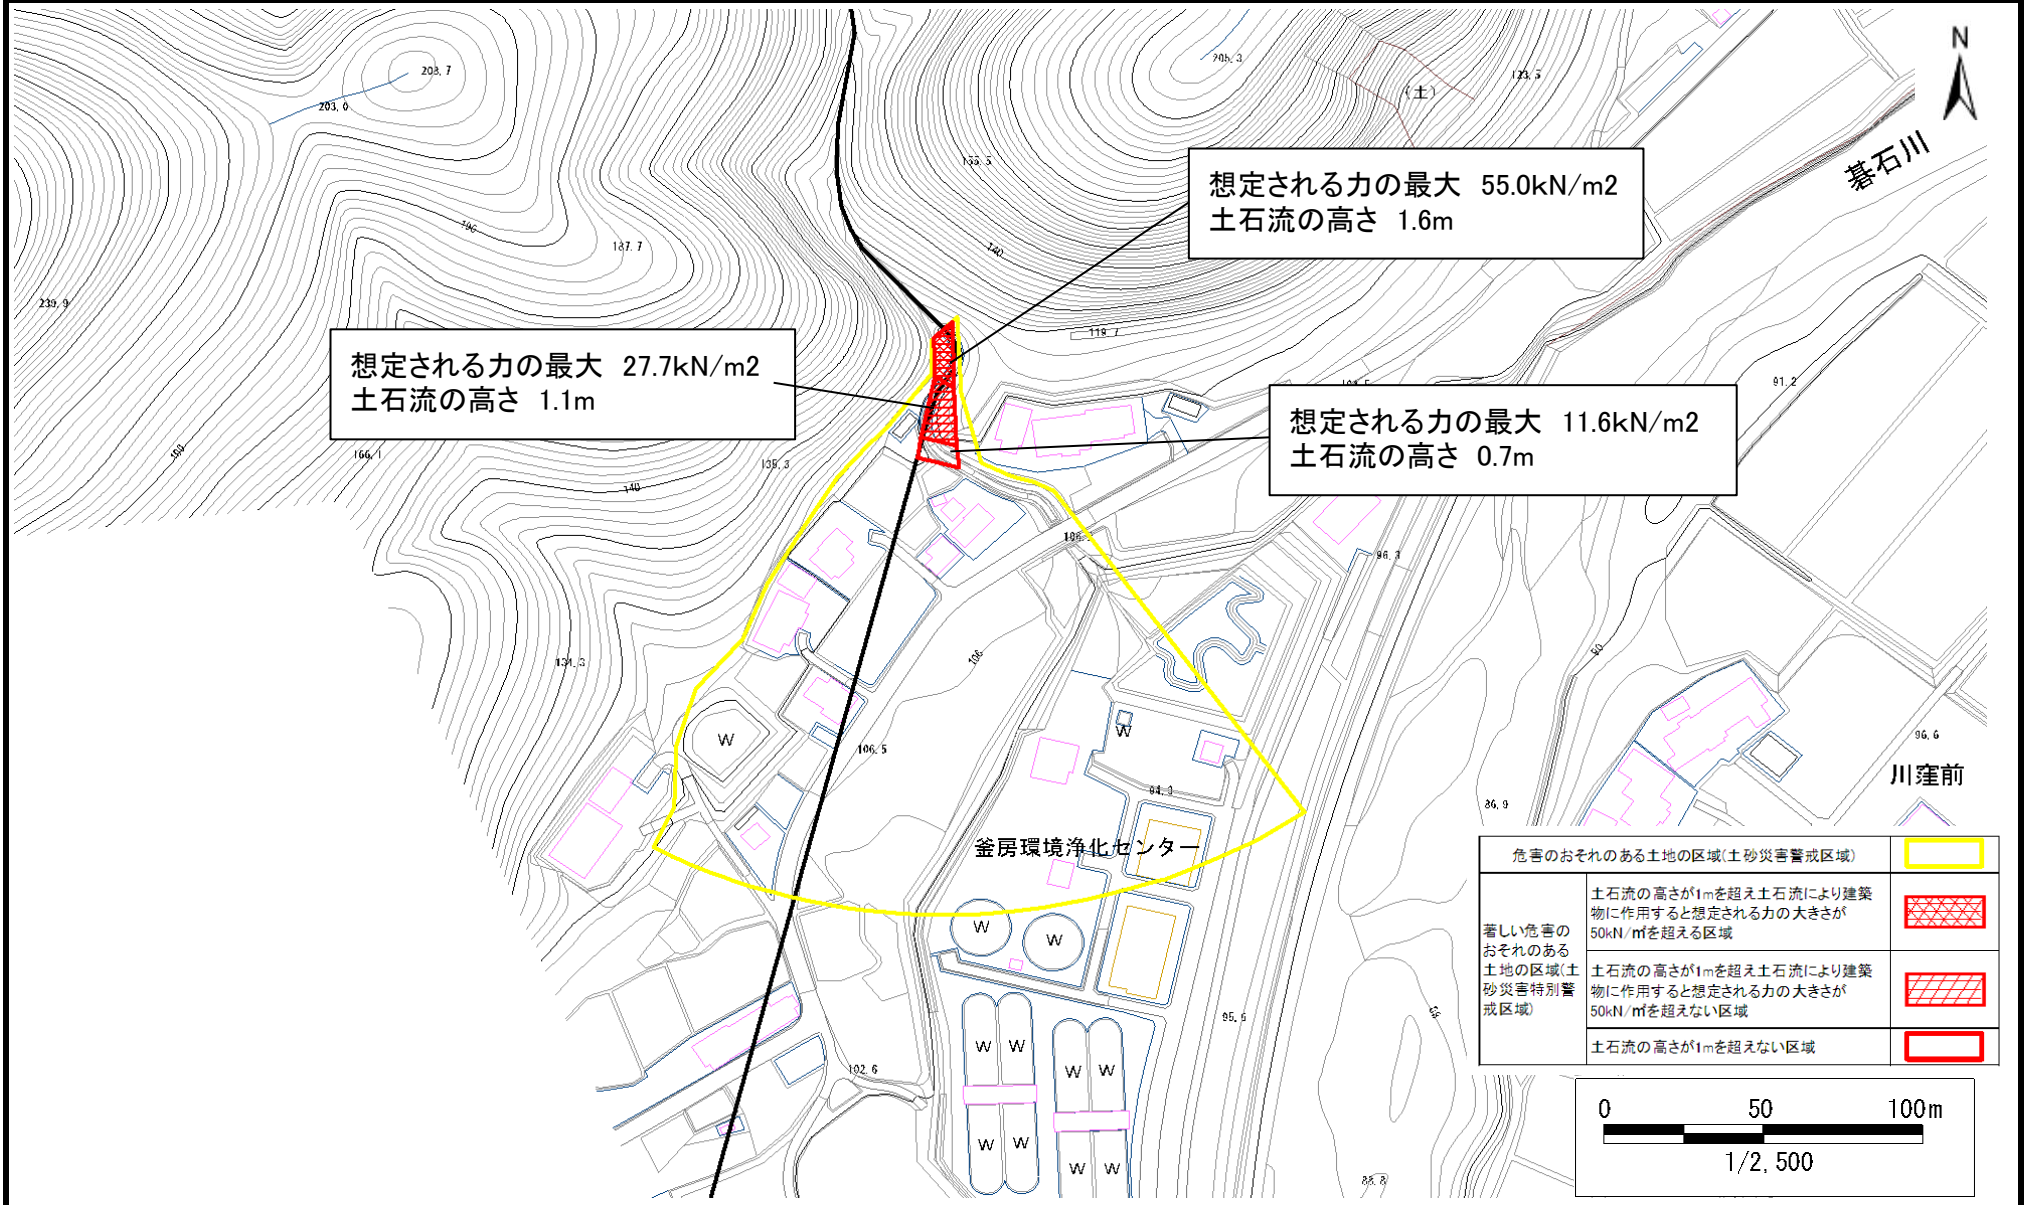 203.7
203.0
205.3
(土)
123.5
N
碁石川
155.5
想定される力の最大 55.0kN/m2
土石流の高さ 1.6m
187.7
140
239.9
119.7
想定される力の最大 27.7kN/m2
土石流の高さ 1.1m
91.2
想定される力の最大 11.6kN/m2
土石流の高さ 0.7m
166.1
135.3
140
96.3
106
90
131.3
W
W
106.5
96.6
川窪前
94.3
86.9
釜房環境浄化センター
危害のおそれのある土地の区域(土砂災害警戒区域)
著しい危害の
おそれのある
土地の区域(土
砂災害特別警
戒区域)
土石流の高さが1mを超え土石流により建築
物に作用すると想定される力の大きさが
50kN/㎡を超える区域
土石流の高さが1mを超え土石流により建築
物に作用すると想定される力の大きさが
50kN/㎡を超えない区域
土石流の高さが1mを超えない区域
W
W
95.6
W W
W W
102.6
0 50 100m
1/2,500
W W
W W